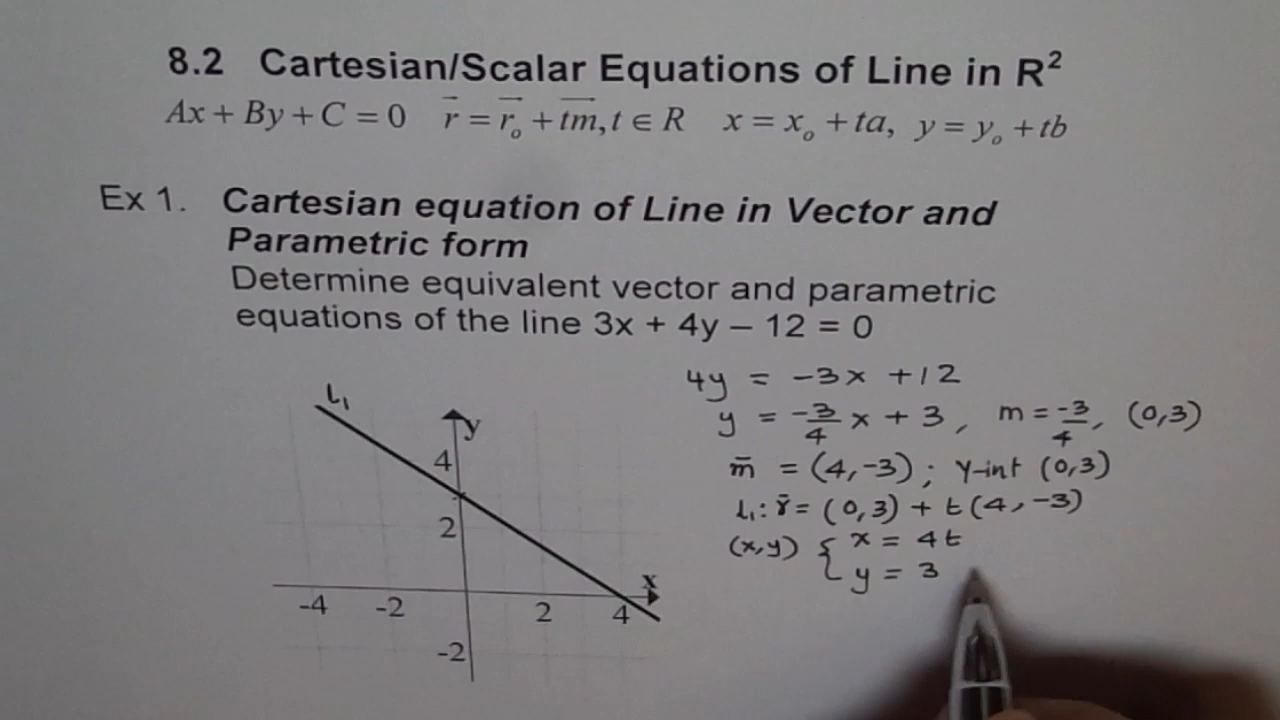 8.2 Cartesian/Scalar Equations of Line in R²
Ax + By + C = 0 r⃗ = r⃗ₒ + tm⃗, t ∈ R x = xₒ + ta, y = yₒ + tb
Ex 1. Cartesian equation of Line in Vector and
Parametric form
Determine equivalent vector and parametric
equations of the line 3x + 4y – 12 = 0
4y = -3x + 12
y = -3/4 x + 3, m = -3/4, (0,3)
m̄ = (4,-3); y-int (0,3)
L₁: r̄ = (0,3) + t(4,-3)
(x,y) { x = 4t
y = 3
L₁
y
4
2
x
-4 -2 2 4
-2